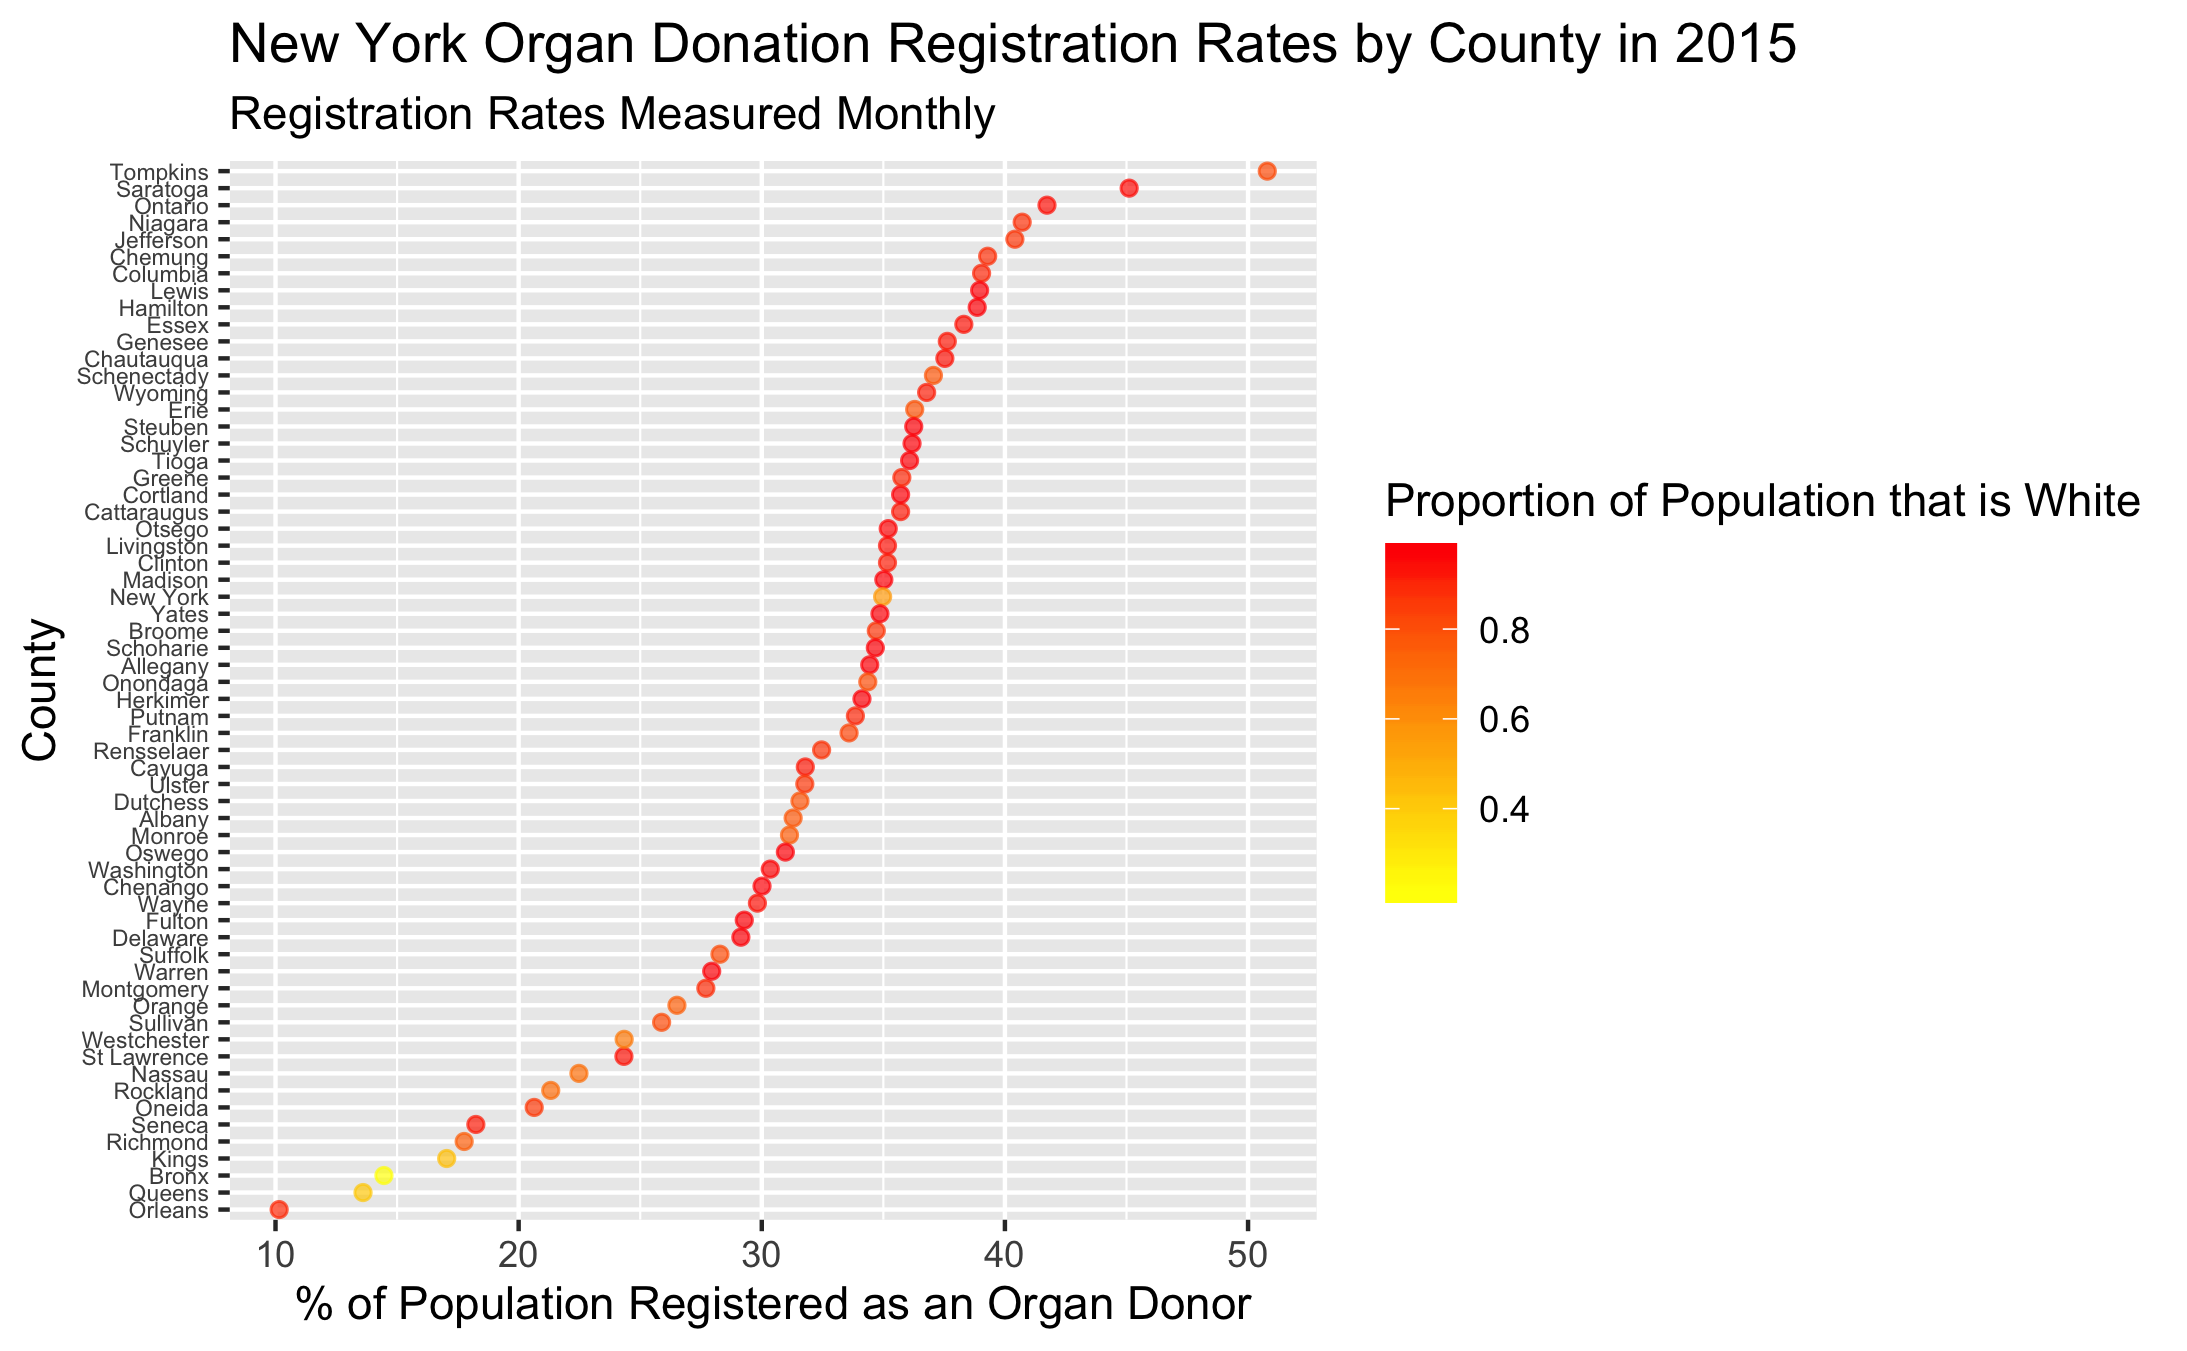 New York Organ Donation Registration Rates by County in 2015
Registration Rates Measured Monthly
County
Tompkins
Saratoga
Ontario
Niagara
Jefferson
Chemung
Columbia
Lewis
Hamilton
Essex
Genesee
Chautauqua
Schenectady
Wyoming
Erie
Steuben
Schuyler
Tioga
Greene
Cortland
Cattaraugus
Otsego
Livingston
Clinton
Madison
New York
Yates
Broome
Schoharie
Allegany
Onondaga
Herkimer
Putnam
Franklin
Rensselaer
Cayuga
Ulster
Dutchess
Albany
Monroe
Oswego
Washington
Chenango
Wayne
Fulton
Delaware
Suffolk
Warren
Montgomery
Orange
Sullivan
Westchester
St Lawrence
Nassau
Rockland
Oneida
Seneca
Richmond
Kings
Bronx
Queens
Orleans
10 20 30 40 50
% of Population Registered as an Organ Donor
Proportion of Population that is White
0.8
0.6
0.4